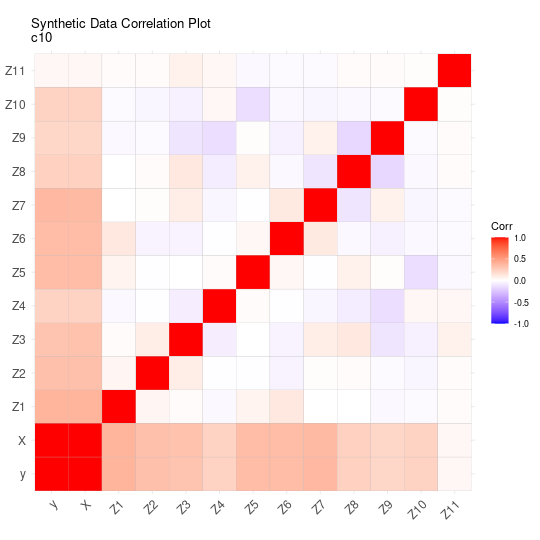 Synthetic Data Correlation Plot
c10
Z11
Z10
Z9
Z8
Z7
Z6
Z5
Z4
Z3
Z2
Z1
X
y
y
X
Z1
Z2
Z3
Z4
Z5
Z6
Z7
Z8
Z9
Z10
Z11
Corr
1.0
0.5
0.0
-0.5
-1.0